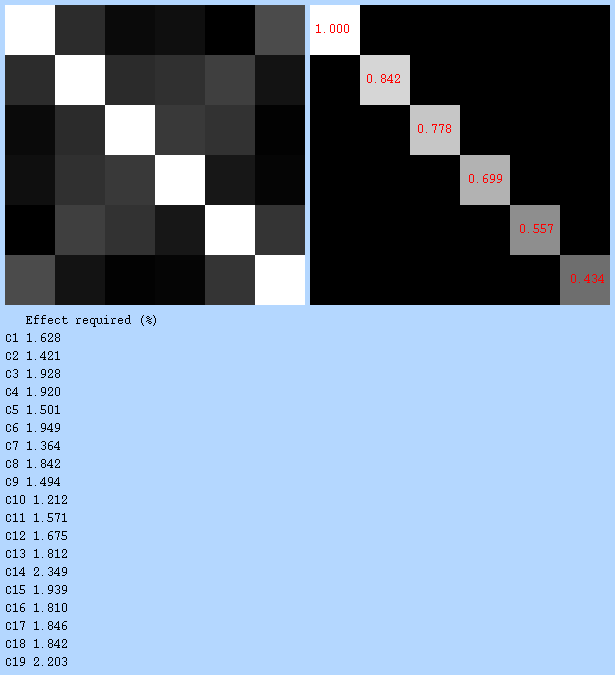 1.000
0.842
0.778
0.699
0.557
0.434
Effect required (%)
C1 1.628
C2 1.421
C3 1.928
C4 1.920
C5 1.501
C6 1.949
C7 1.364
C8 1.842
C9 1.494
C10 1.212
C11 1.571
C12 1.675
C13 1.812
C14 2.349
C15 1.939
C16 1.810
C17 1.846
C18 1.842
C19 2.203